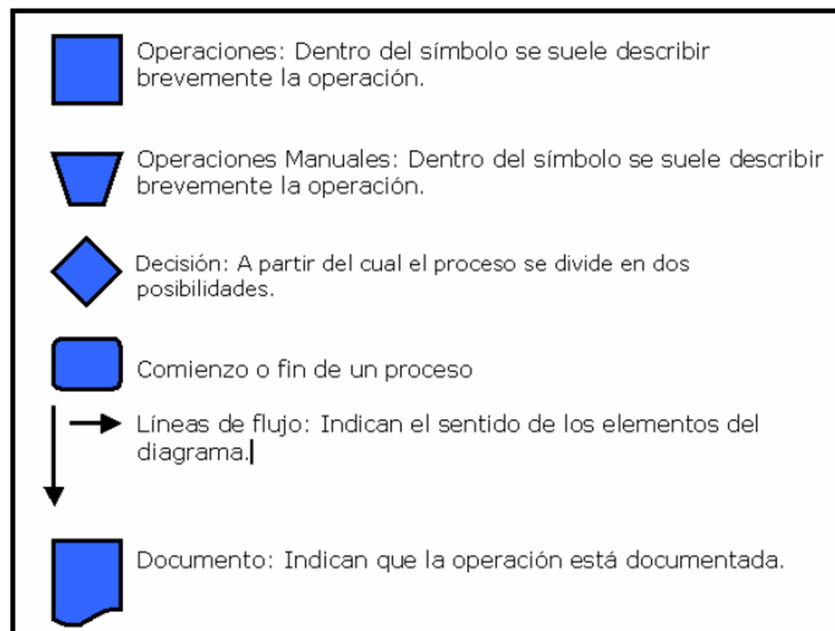 Operaciones: Dentro del símbolo se suele describir
brevemente la operación.
Operaciones Manuales: Dentro del símbolo se suele describir
brevemente la operación.
Decisión: A partir del cual el proceso se divide en dos
posibilidades.
Comienzo o fin de un proceso
Líneas de flujo: Indican el sentido de los elementos del
diagrama.
Documento: Indican que la operación está documentada.